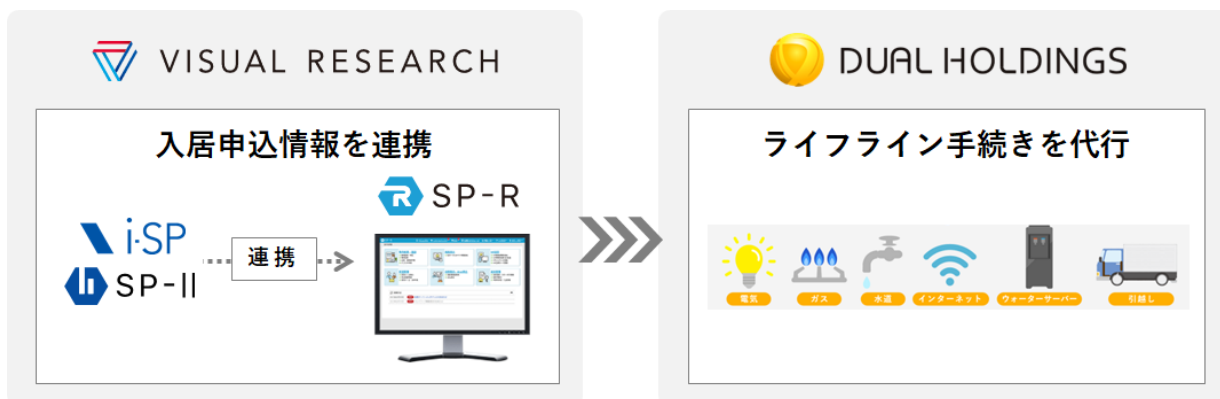 VISUAL RESEARCH
入居申込情報を連携
i·SP
SP-II
連携
SP-R
DUAL HOLDINGS
ライフライン手続きを代行
電気
ガス
水道
インターネット
ウォーターサーバー
引越し